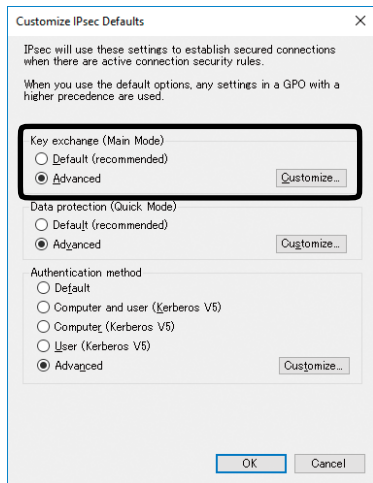 Customize IPsec Defaults
IPsec will use these settings to establish secured connections
when there are active connection security rules.
When you use the default options, any settings in a GPO with a
higher precedence are used.
Key exchange (Main Mode)
Default (recommended)
Advanced
Customize...
Data protection (Quick Mode)
Default (recommended)
Advanced
Customize...
Authentication method
Default
Computer and user (Kerberos V5)
Computer (Kerberos V5)
User (Kerberos V5)
Advanced
Customize...
OK
Cancel